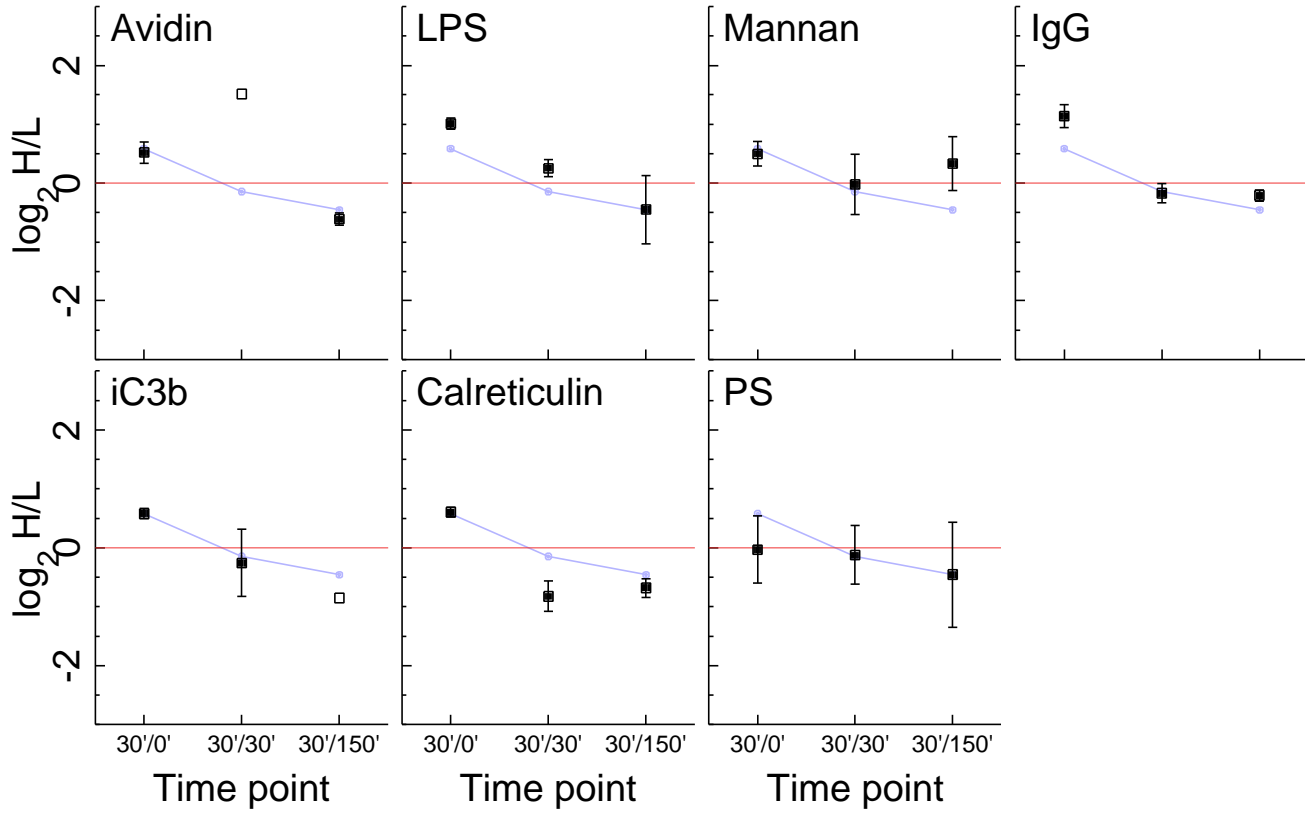 Avidin
LPS
Mannan
IgG
log2 H/L
2
0
-2
iC3b
Calreticulin
PS
log2 H/L
2
0
-2
30'/0' 30'/30' 30'/150'
30'/0' 30'/30' 30'/150'
30'/0' 30'/30' 30'/150'
Time point
Time point
Time point